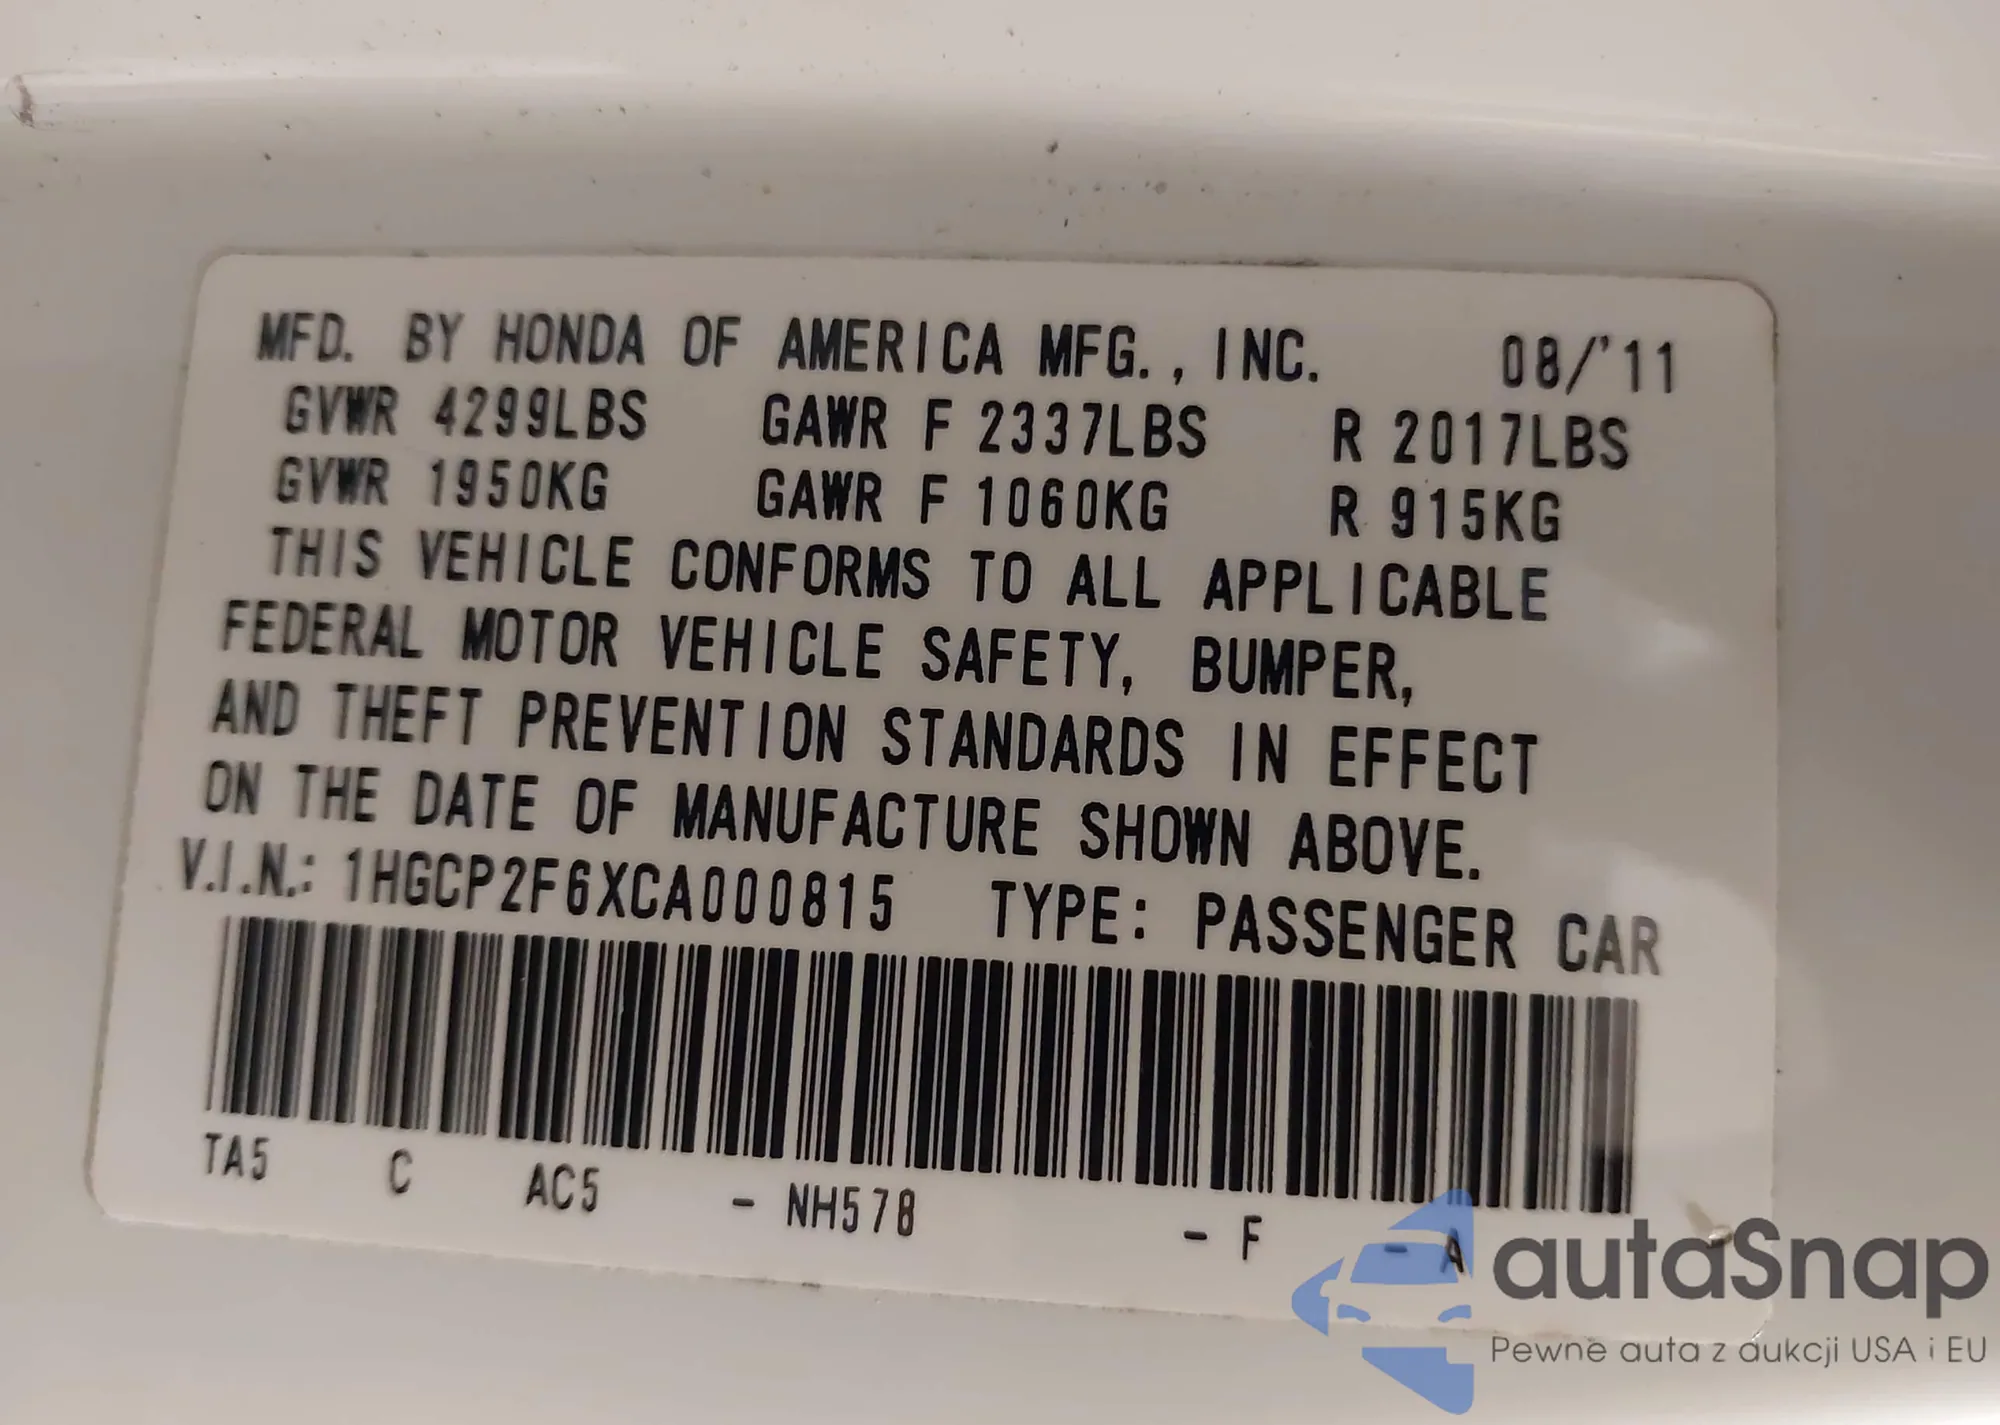 MFD. BY HONDA OF AMERICA MFG., INC. 08/'11
GVWR 4299LBS GAWR F 2337LBS R 2017LBS
GVWR 1950KG GAWR F 1060KG R 915KG
THIS VEHICLE CONFORMS TO ALL APPLICABLE
FEDERAL MOTOR VEHICLE SAFETY, BUMPER,
AND THEFT PREVENTION STANDARDS IN EFFECT
ON THE DATE OF MANUFACTURE SHOWN ABOVE.
V.I.N.: 1HGCP2F6XCA000815 TYPE: PASSENGER CAR
TA5 C AC5 - NH578 - F - A
autaSnap
Pewne auta z aukcji USA i EU